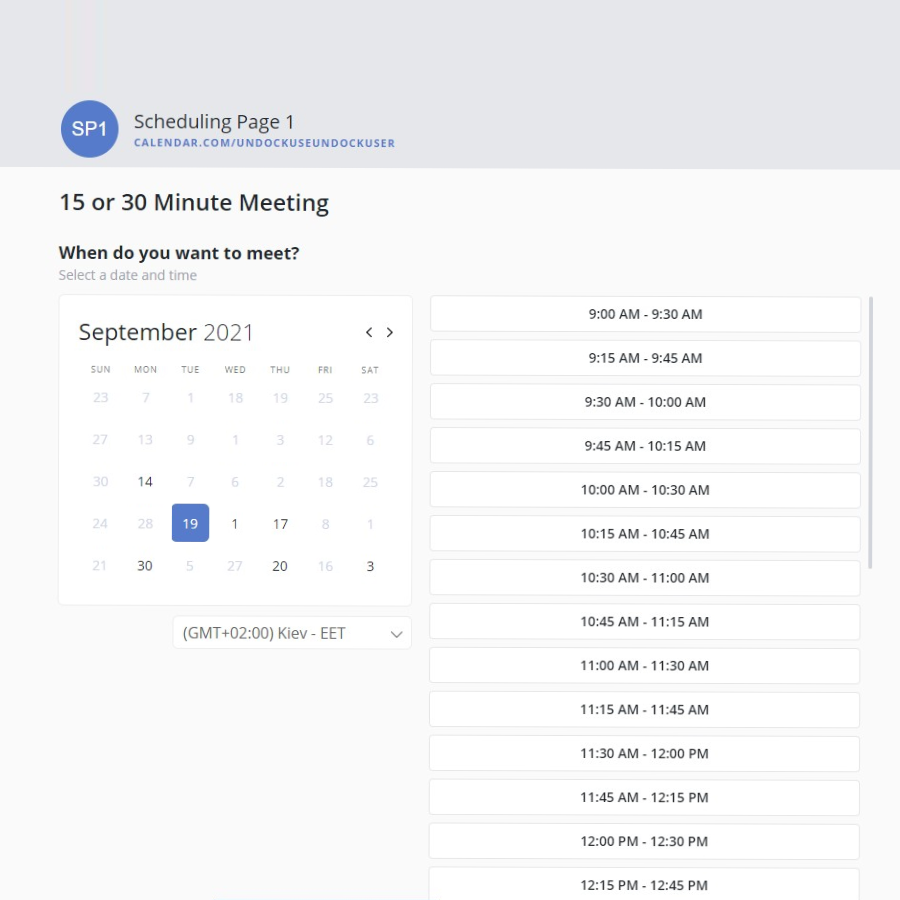 SP1
Scheduling Page 1
CALENDAR.COM/UNDOCKUSEUNDOCKUSER
15 or 30 Minute Meeting
When do you want to meet?
Select a date and time
September 2021
SUN MON TUE WED THU FRI SAT
23 7 1 18 19 25 23
27 13 9 1 3 12 6
30 14 7 6 2 18 25
24 28 19 1 17 8 1
21 30 5 27 20 16 3
(GMT+02:00) Kiev - EET
9:00 AM - 9:30 AM
9:15 AM - 9:45 AM
9:30 AM - 10:00 AM
9:45 AM - 10:15 AM
10:00 AM - 10:30 AM
10:15 AM - 10:45 AM
10:30 AM - 11:00 AM
10:45 AM - 11:15 AM
11:00 AM - 11:30 AM
11:15 AM - 11:45 AM
11:30 AM - 12:00 PM
11:45 AM - 12:15 PM
12:00 PM - 12:30 PM
12:15 PM - 12:45 PM